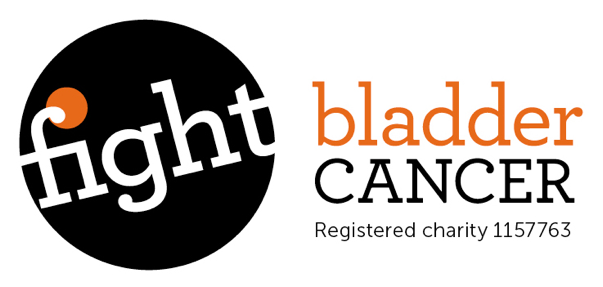 fight
bladder
CANCER
Registered charity 1157763